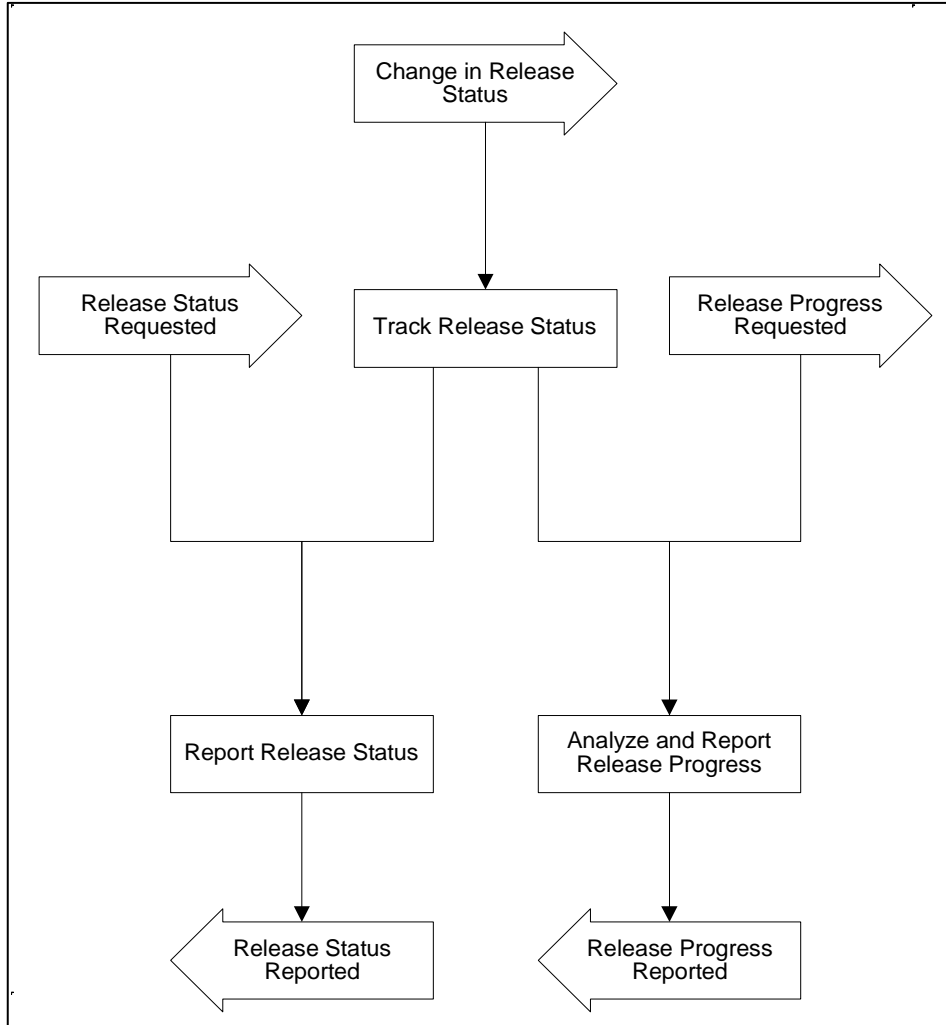 Change in Release
Status
Release Status
Requested
Track Release Status
Release Progress
Requested
Report Release Status
Analyze and Report
Release Progress
Release Status
Reported
Release Progress
Reported